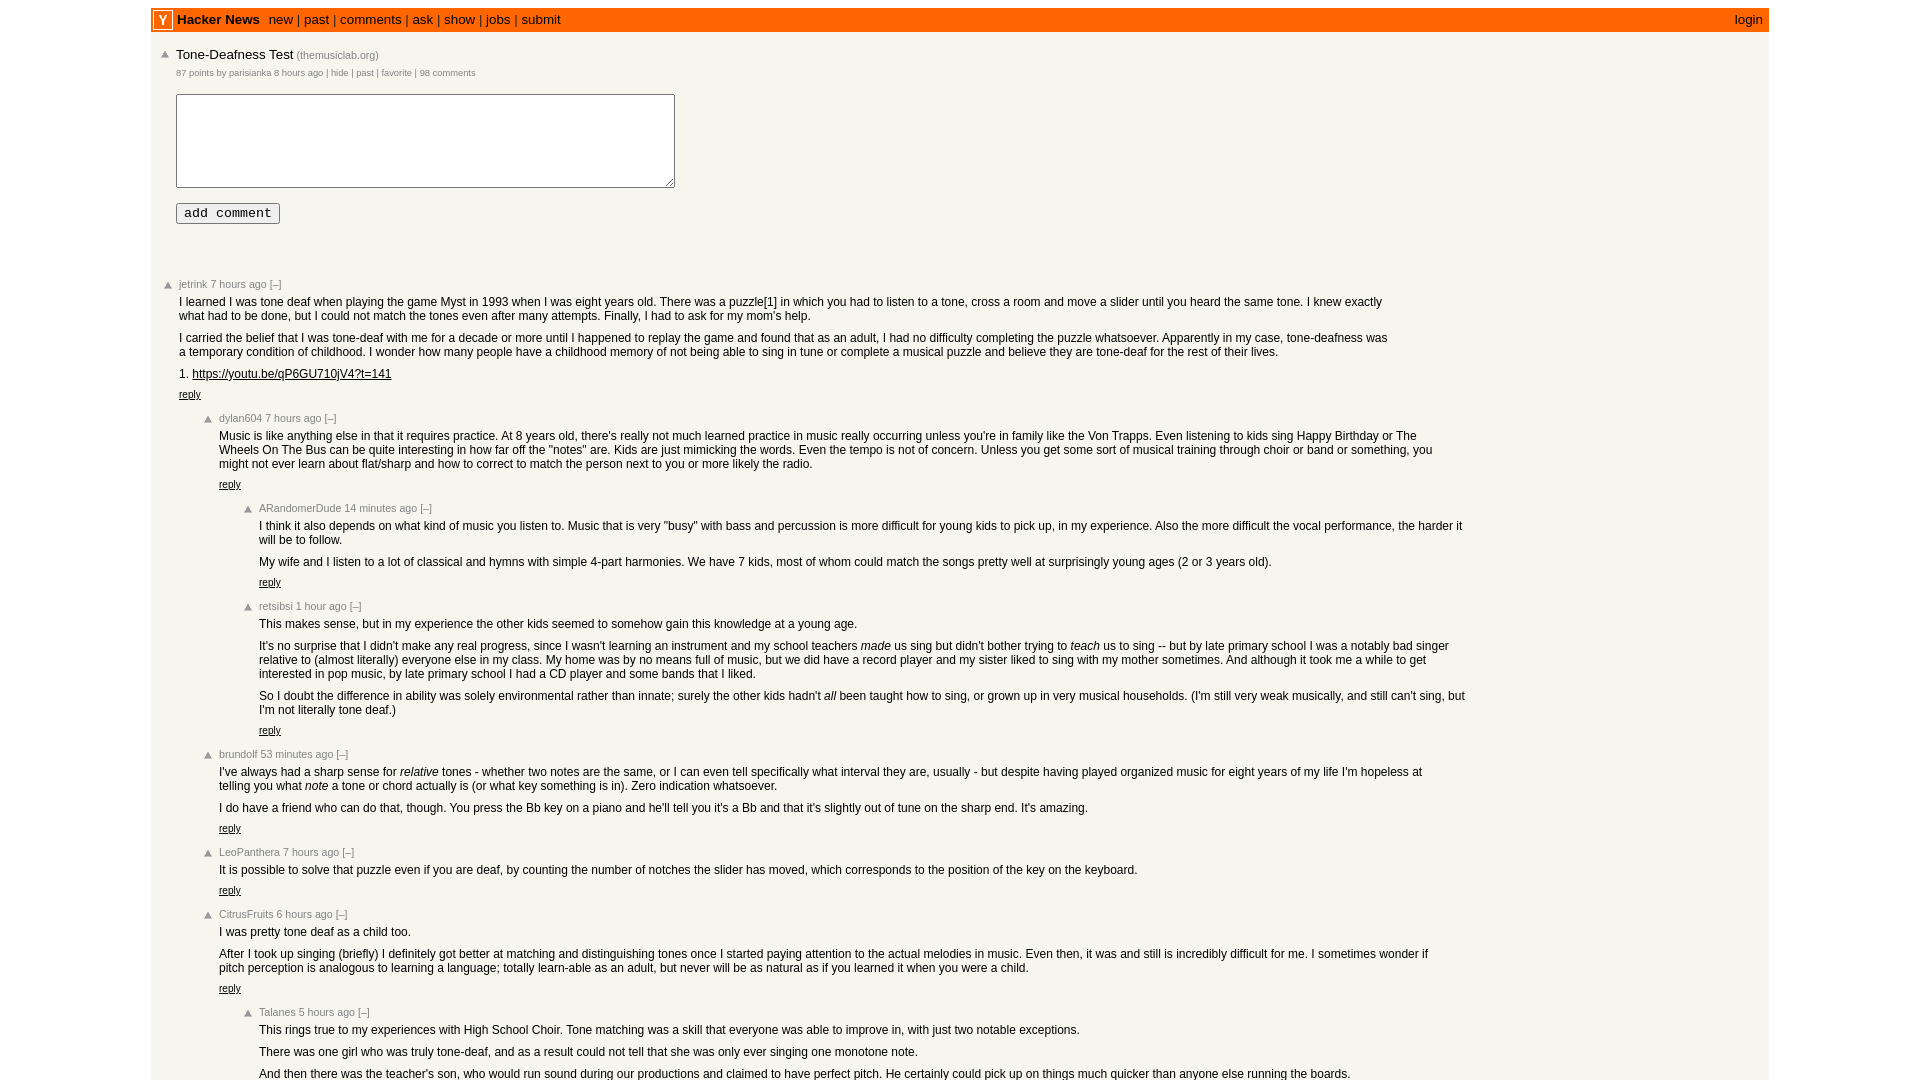 Y Hacker News new | past | comments | ask | show | jobs | submit login
Tone-Deafness Test (themusiclab.org)
87 points by parisianka 8 hours ago | hide | past | favorite | 98 comments
add comment
jetrink 7 hours ago [–]
I learned I was tone deaf when playing the game Myst in 1993 when I was eight years old. There was a puzzle[1] in which you had to listen to a tone, cross a room and move a slider until you heard the same tone. I knew exactly
what had to be done, but I could not match the tones even after many attempts. Finally, I had to ask for my mom's help.
I carried the belief that I was tone-deaf with me for a decade or more until I happened to replay the game and found that as an adult, I had no difficulty completing the puzzle whatsoever. Apparently in my case, tone-deafness was
a temporary condition of childhood. I wonder how many people have a childhood memory of not being able to sing in tune or complete a musical puzzle and believe they are tone-deaf for the rest of their lives.
1. https://youtu.be/qP6GU710jV4?t=141
reply
dylan604 7 hours ago [–]
Music is like anything else in that it requires practice. At 8 years old, there's really not much learned practice in music really occurring unless you're in family like the Von Trapps. Even listening to kids sing Happy Birthday or The
Wheels On The Bus can be quite interesting in how far off the "notes" are. Kids are just mimicking the words. Even the tempo is not of concern. Unless you get some sort of musical training through choir or band or something, you
might not ever learn about flat/sharp and how to correct to match the person next to you or more likely the radio.
reply
ARandomerDude 14 minutes ago [–]
I think it also depends on what kind of music you listen to. Music that is very "busy" with bass and percussion is more difficult for young kids to pick up, in my experience. Also the more difficult the vocal performance, the harder it
will be to follow.
My wife and I listen to a lot of classical and hymns with simple 4-part harmonies. We have 7 kids, most of whom could match the songs pretty well at surprisingly young ages (2 or 3 years old).
reply
retsibsi 1 hour ago [–]
This makes sense, but in my experience the other kids seemed to somehow gain this knowledge at a young age.
It's no surprise that I didn't make any real progress, since I wasn't learning an instrument and my school teachers made us sing but didn't bother trying to teach us to sing -- but by late primary school I was a notably bad singer
relative to (almost literally) everyone else in my class. My home was by no means full of music, but we did have a record player and my sister liked to sing with my mother sometimes. And although it took me a while to get
interested in pop music, by late primary school I had a CD player and some bands that I liked.
So I doubt the difference in ability was solely environmental rather than innate; surely the other kids hadn't all been taught how to sing, or grown up in very musical households. (I'm still very weak musically, and still can't sing, but
I'm not literally tone deaf.)
reply
brundolf 53 minutes ago [–]
I've always had a sharp sense for relative tones - whether two notes are the same, or I can even tell specifically what interval they are, usually - but despite having played organized music for eight years of my life I'm hopeless at
telling you what note a tone or chord actually is (or what key something is in). Zero indication whatsoever.
I do have a friend who can do that, though. You press the Bb key on a piano and he'll tell you it's a Bb and that it's slightly out of tune on the sharp end. It's amazing.
reply
LeoPanthera 7 hours ago [–]
It is possible to solve that puzzle even if you are deaf, by counting the number of notches the slider has moved, which corresponds to the position of the key on the keyboard.
reply
CitrusFruits 6 hours ago [–]
I was pretty tone deaf as a child too.
After I took up singing (briefly) I definitely got better at matching and distinguishing tones once I started paying attention to the actual melodies in music. Even then, it was and still is incredibly difficult for me. I sometimes wonder if
pitch perception is analogous to learning a language; totally learn-able as an adult, but never will be as natural as if you learned it when you were a child.
reply
Talanes 5 hours ago [–]
This rings true to my experiences with High School Choir. Tone matching was a skill that everyone was able to improve in, with just two notable exceptions.
There was one girl who was truly tone-deaf, and as a result could not tell that she was only ever singing one monotone note.
And then there was the teacher's son, who would run sound during our productions and claimed to have perfect pitch. He certainly could pick up on things much quicker than anyone else running the boards.